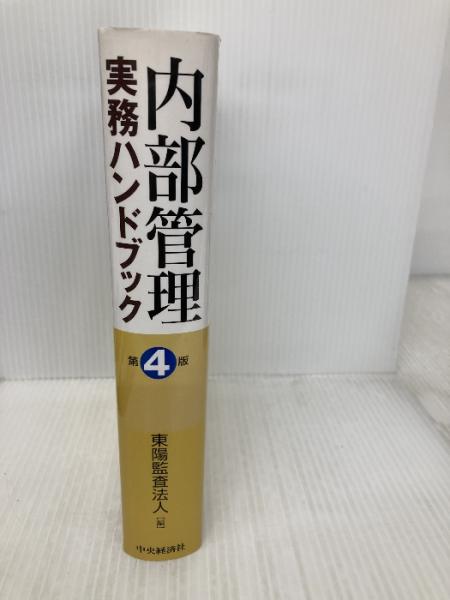 内部管理
実務ハンドブック
第4版
東陽監査法人[編]
中央経済社